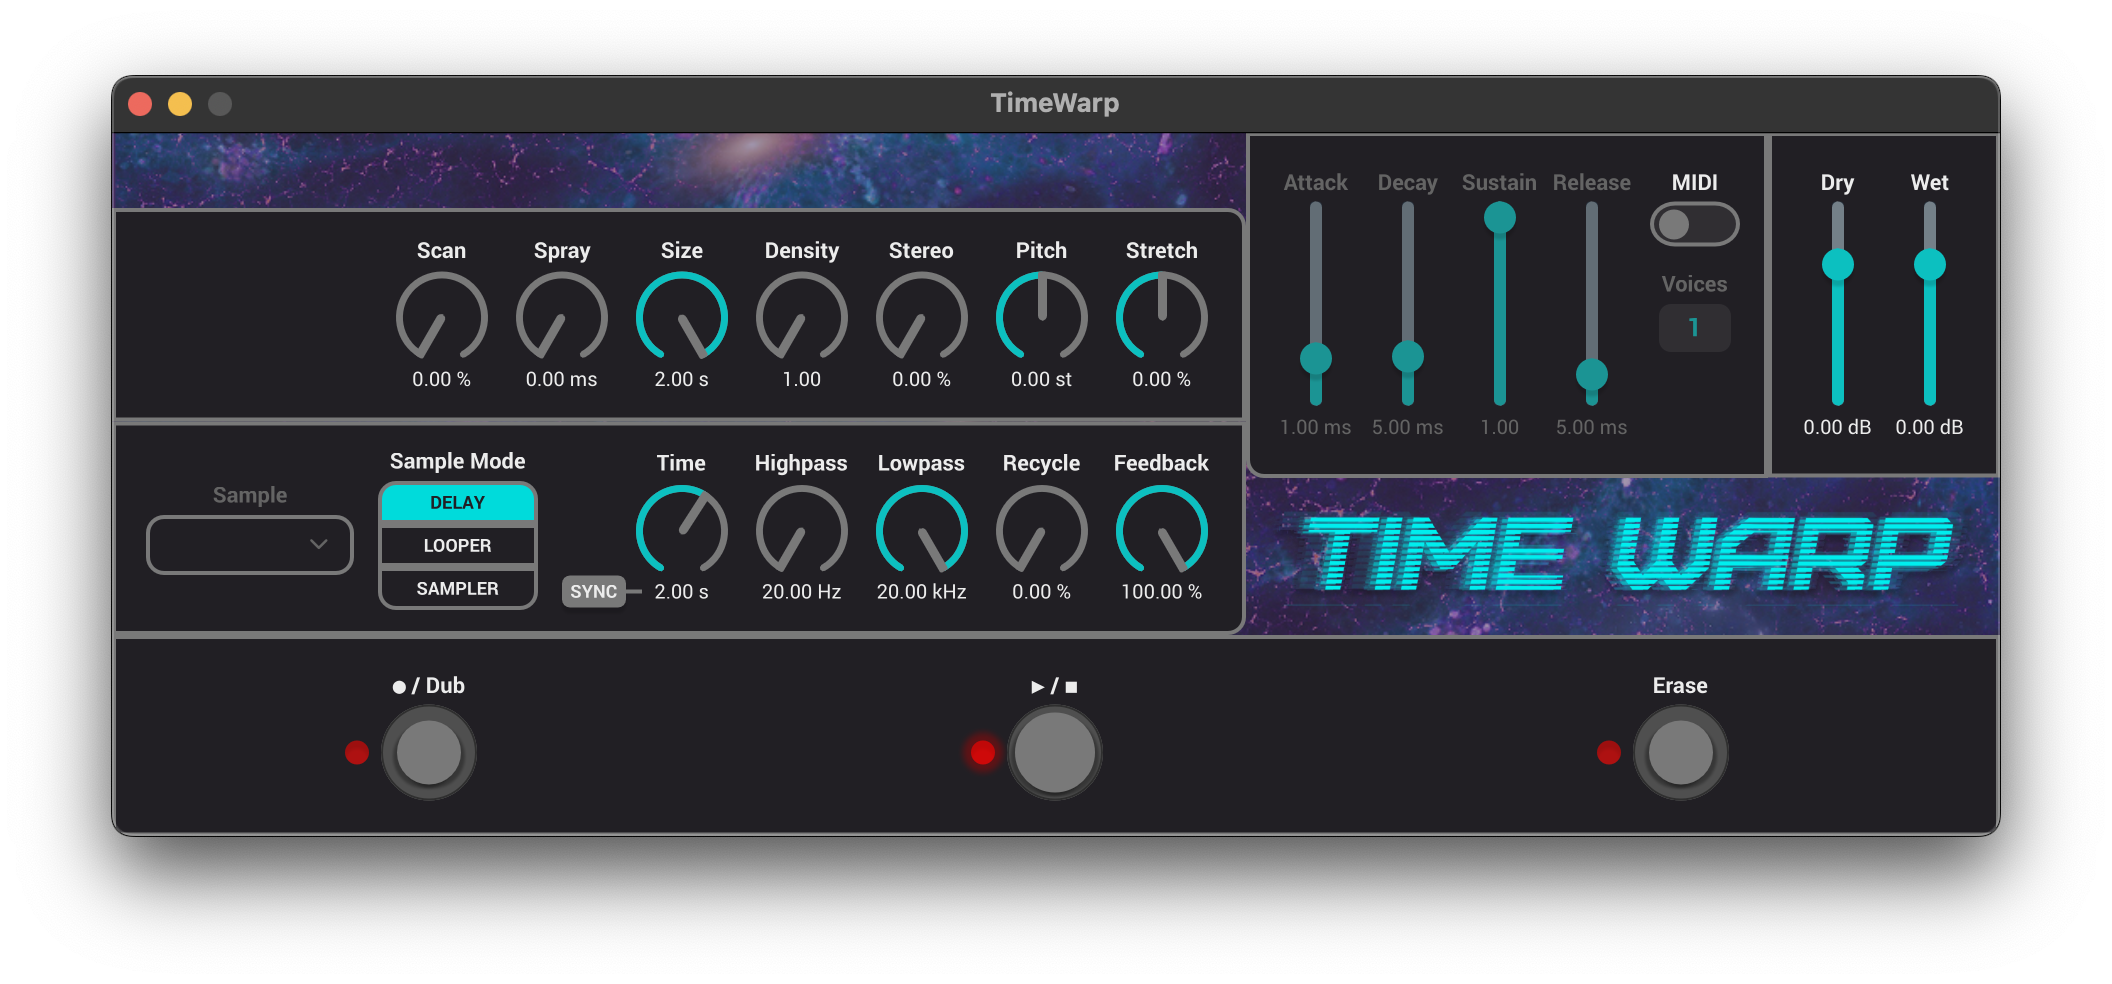 TimeWarp
Scan Spray Size Density Stereo Pitch Stretch
0.00 % 0.00 ms 2.00 s 1.00 0.00 % 0.00 st 0.00 %
Attack Decay Sustain Release MIDI
Voices
1
1.00 ms 5.00 ms 1.00 5.00 ms
Dry Wet
0.00 dB 0.00 dB
Sample
Sample Mode
DELAY
LOOPER
SAMPLER
Time Highpass Lowpass Recycle Feedback
SYNC 2.00 s 20.00 Hz 20.00 kHz 0.00 % 100.00 %
TIME WARP
● / Dub ▶ / ■ Erase